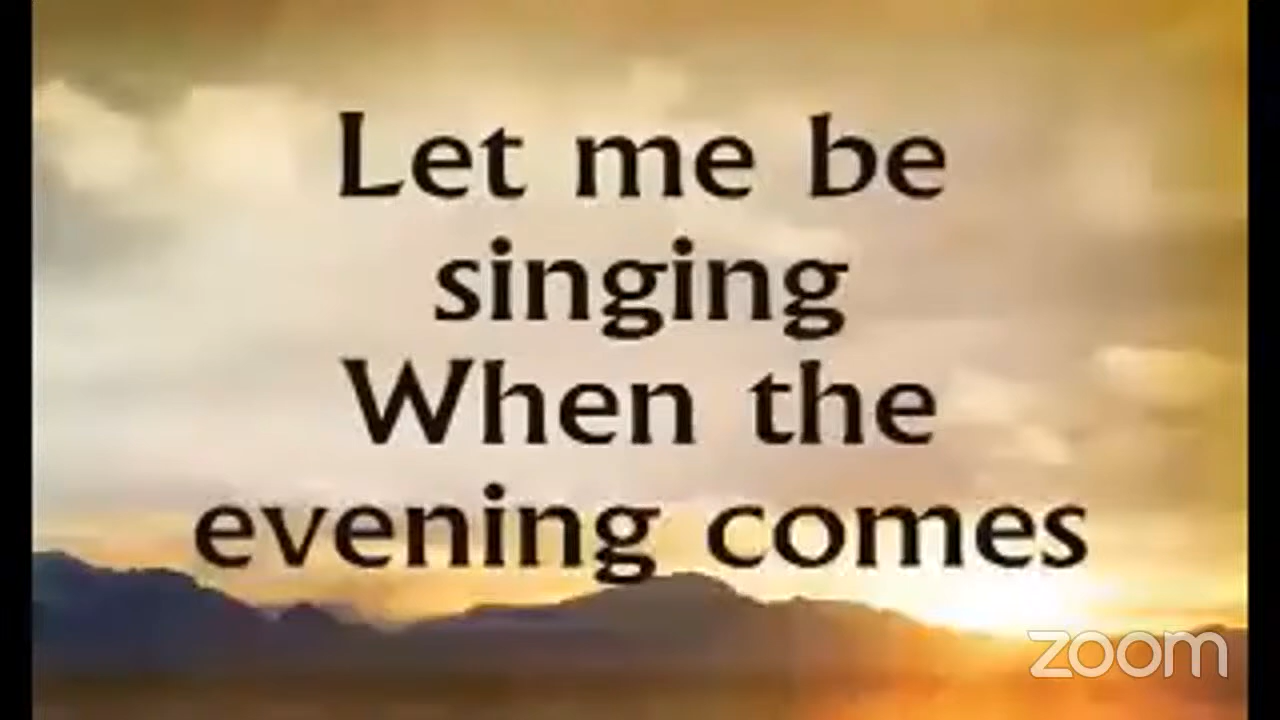 Let me be
singing
When the
evening comes
zoom